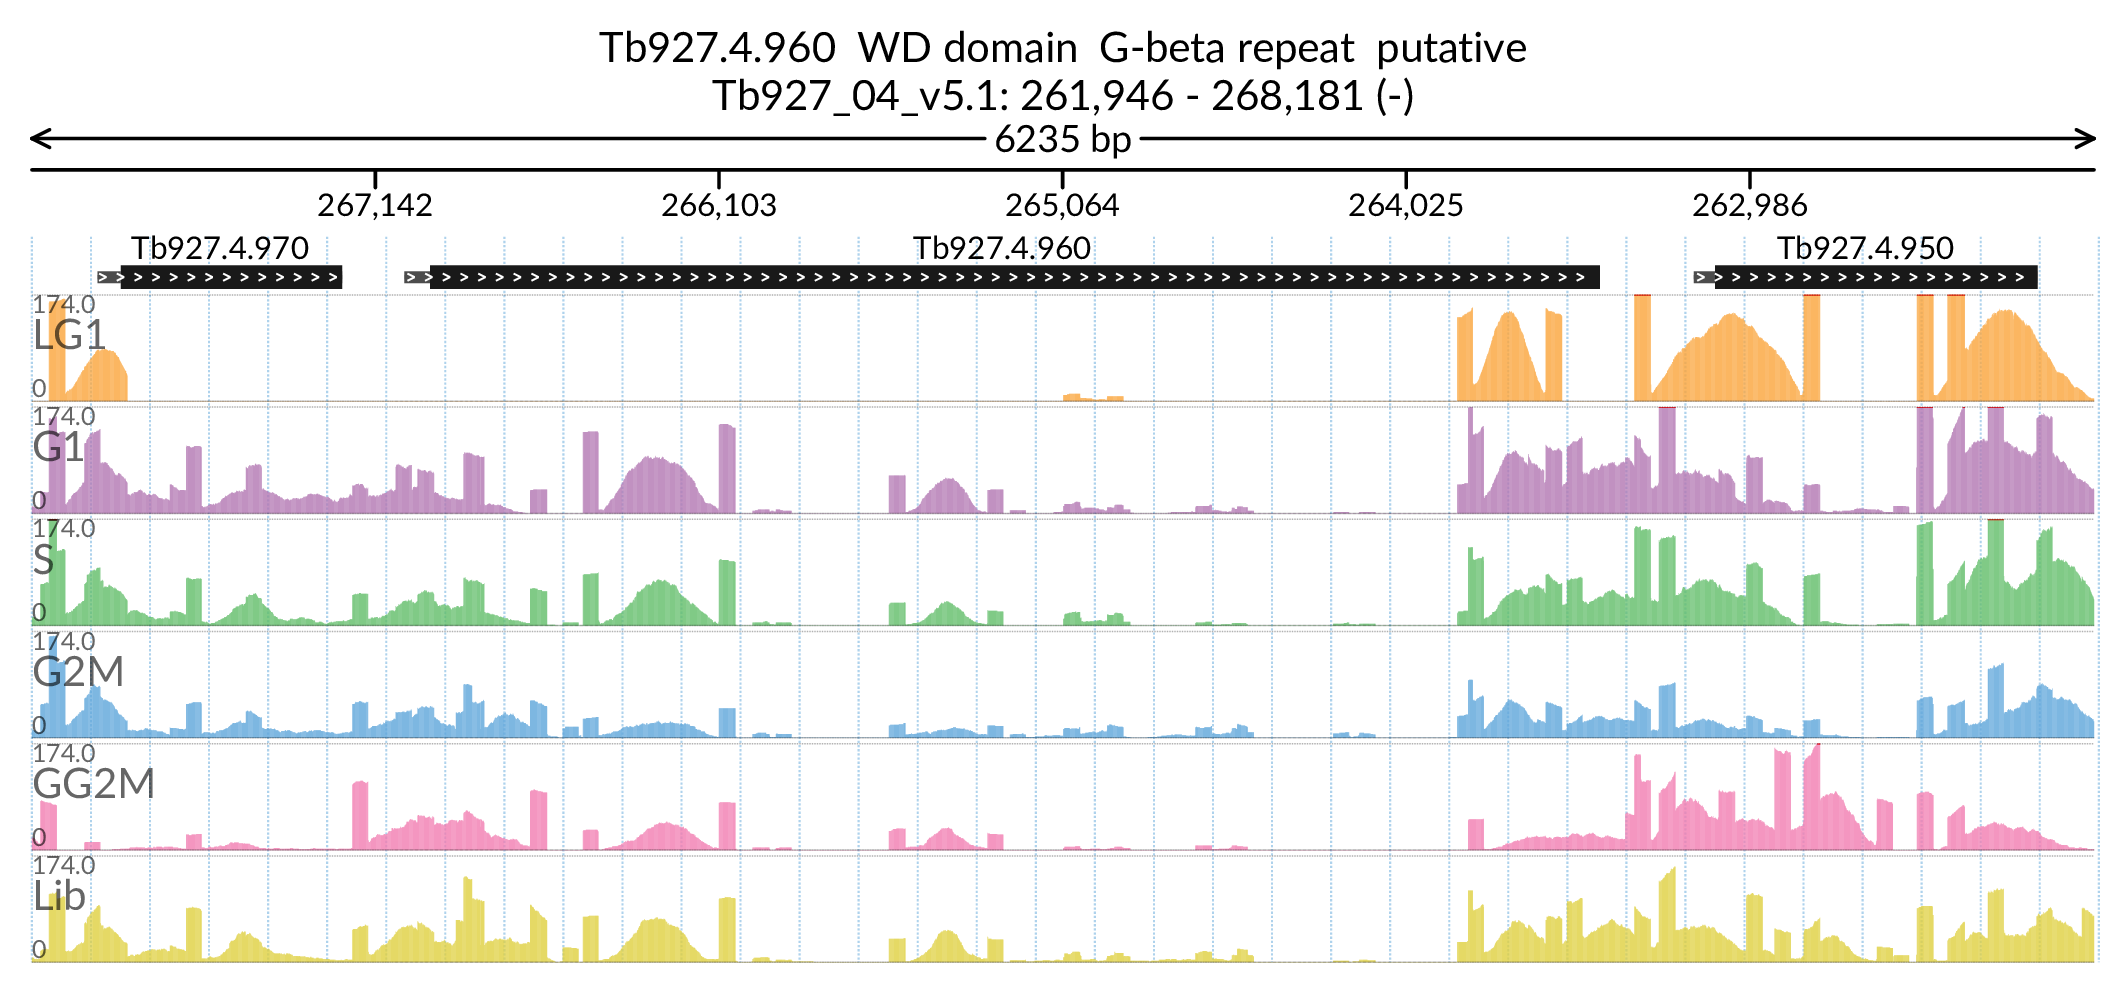 Tb927.4.960  WD domain  G-beta repeat  putative
Tb927_04_v5.1: 261,946 - 268,181 (-)
6235 bp
267,142 266,103 265,064 264,025 262,986
Tb927.4.970 Tb927.4.960 Tb927.4.950
174.0
LG1
0
174.0
G1
0
174.0
S
0
174.0
G2M
0
174.0
GG2M
0
174.0
Lib
0